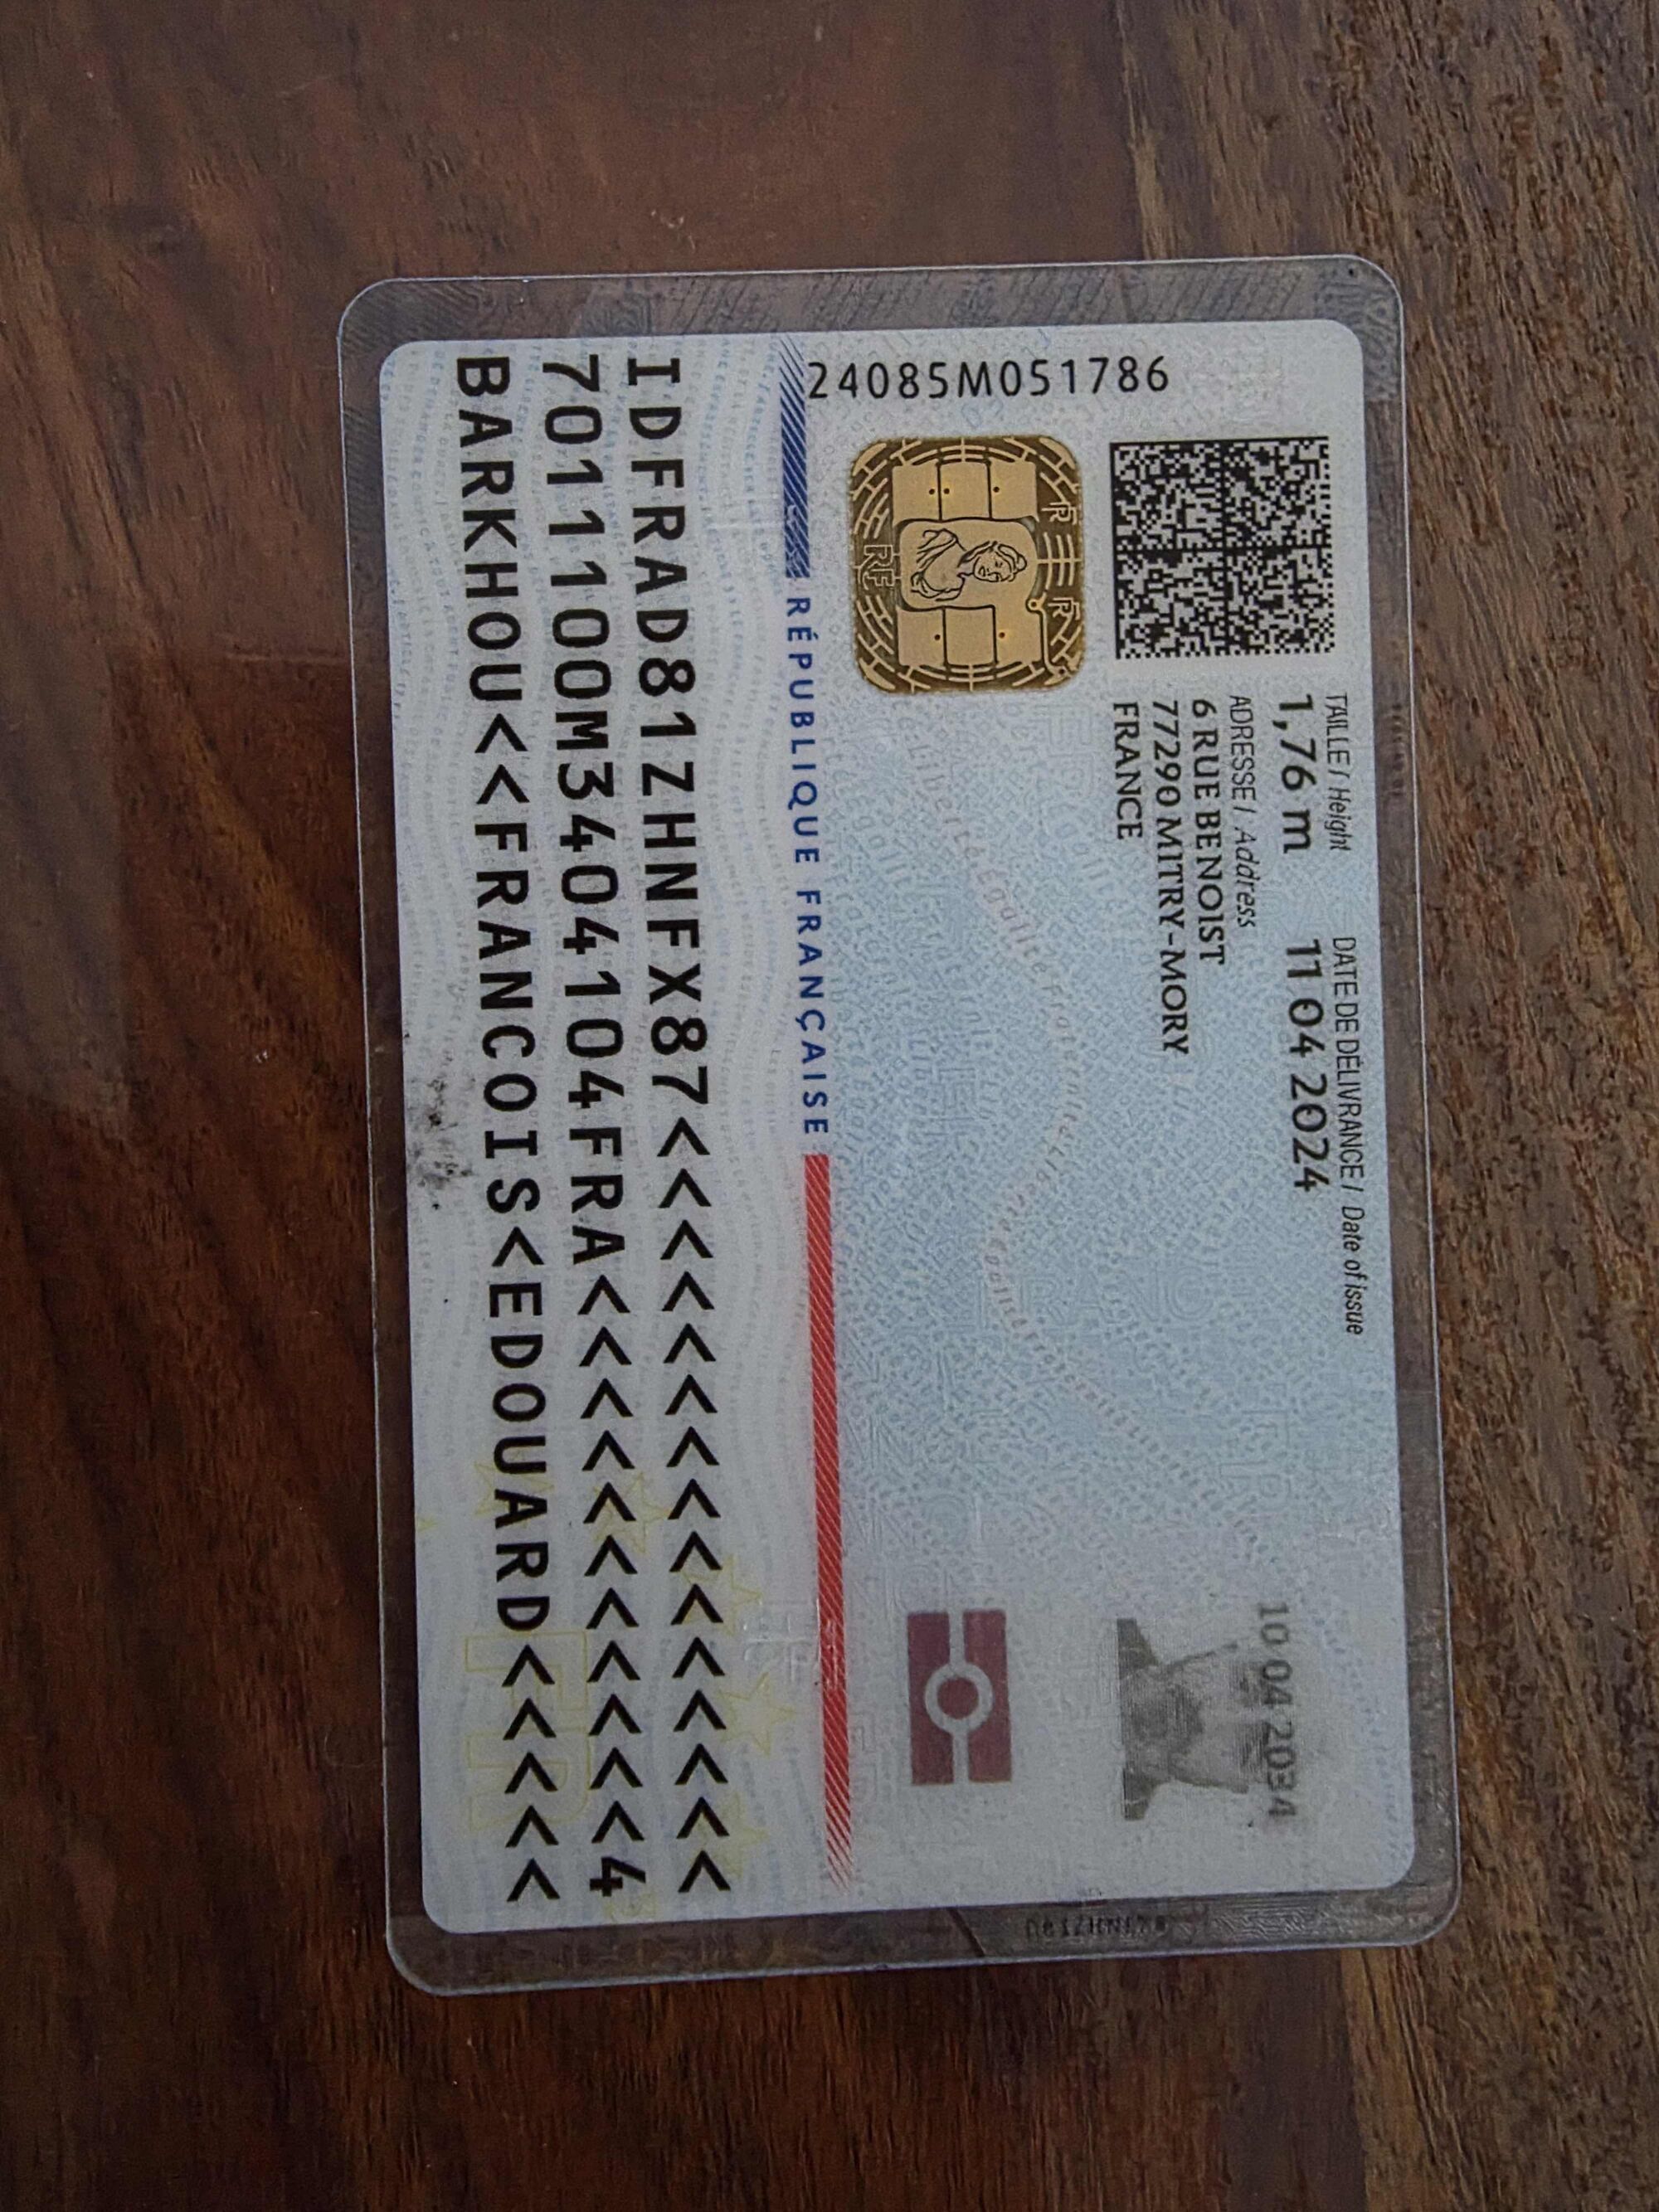 TAILLE / Height
DATE DE DÉLIVRANCE / Date of issue
1,76 m
11 04 2024
ADRESSE / Address
6 RUE BENOIST
77290 MITRY-MORY
FRANCE
10 04 2034
24085M051786
RÉPUBLIQUE FRANÇAISE
IDFRAD81ZHNFX87<<<<<<<<<<<<<<<
7011100M3404104FRA<<<<<<<<<<<4
BARKHOU<<FRANCOIS<EDOUARD<<<<<